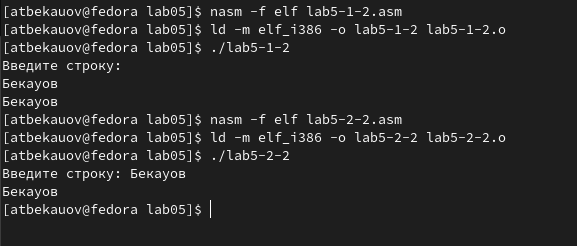 [atbekauov@fedora lab05]$ nasm -f elf lab5-1-2.asm
[atbekauov@fedora lab05]$ ld -m elf_i386 -o lab5-1-2 lab5-1-2.o
[atbekauov@fedora lab05]$ ./lab5-1-2
Введите строку:
Бекауов
Бекауов
[atbekauov@fedora lab05]$ nasm -f elf lab5-2-2.asm
[atbekauov@fedora lab05]$ ld -m elf_i386 -o lab5-2-2 lab5-2-2.o
[atbekauov@fedora lab05]$ ./lab5-2-2
Введите строку: Бекауов
Бекауов
[atbekauov@fedora lab05]$